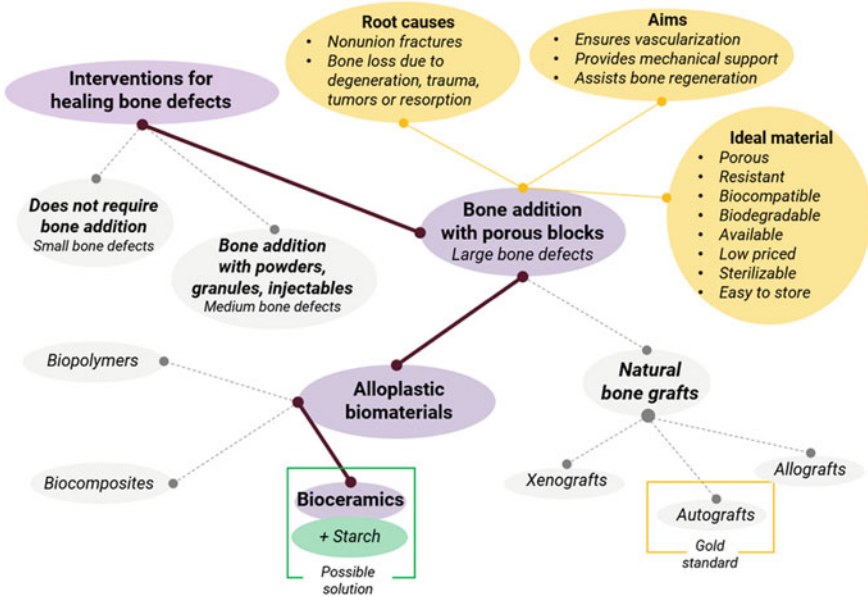 Root causes
• Nonunion fractures
• Bone loss due to
degeneration, trauma,
tumors or resorption
Aims
• Ensures vascularization
• Provides mechanical support
• Assists bone regeneration
Interventions for
healing bone defects
Ideal material
• Porous
• Resistant
• Biocompatible
• Biodegradable
• Available
• Low priced
• Sterilizable
• Easy to store
Does not require
bone addition
Small bone defects
Bone addition
with powders,
granules, injectables
Medium bone defects
Bone addition
with porous blocks
Large bone defects
Biopolymers
Alloplastic
biomaterials
Natural
bone grafts
Biocomposites
Bioceramics
+ Starch
Possible
solution
Xenografts
Allografts
Autografts
Gold
standard